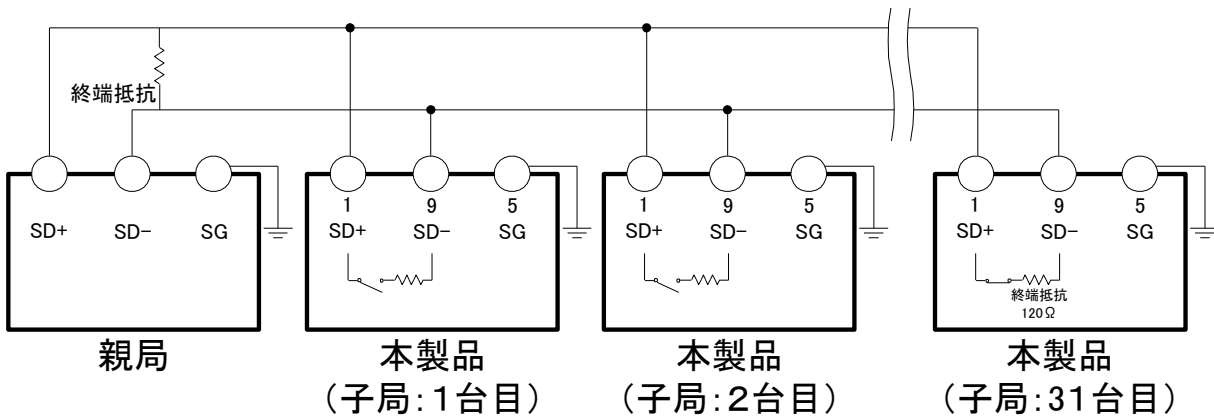 終端抵抗
1 9 5 1 9 5 1 9 5
SD+ SD- SG SD+ SD- SG SD+ SD- SG SD+ SD- SG
終端抵抗
120Ω
親局 本製品 本製品 本製品
(子局:1台目) (子局:2台目) (子局:31台目)